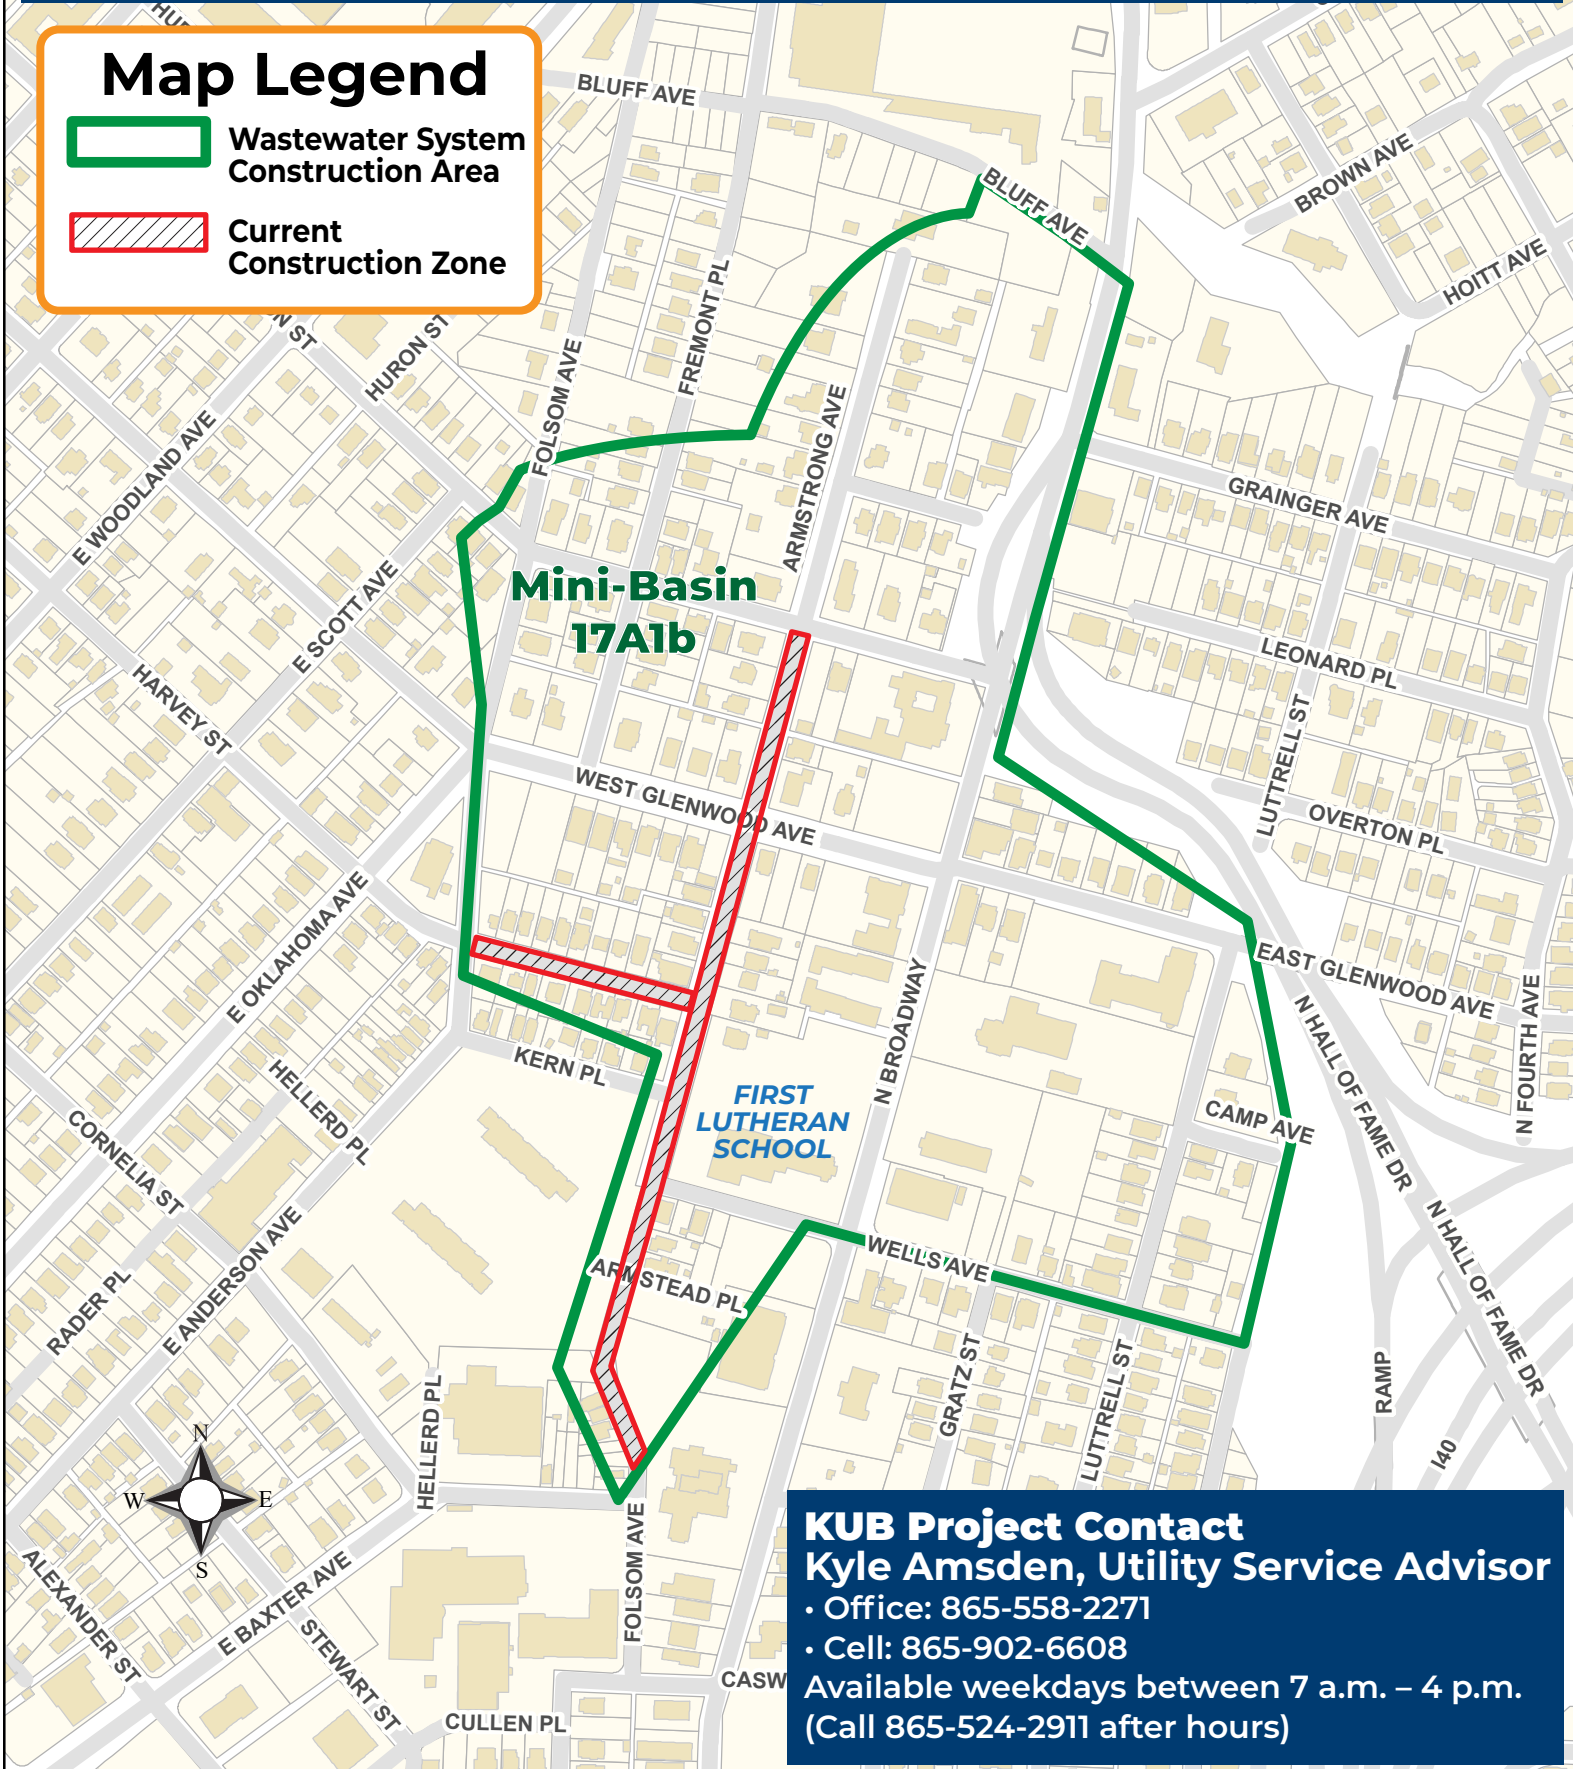 Map Legend
Wastewater System
Construction Area
Current
Construction Zone
BLUFF AVE
BLUFF AVE
BROWN AVE
HOITT AVE
N ST
HURON ST
FREMONT PL
FOLSOM AVE
ARMSTRONG AVE
E WOODLAND AVE
GRAINGER AVE
E SCOTT AVE
Mini-Basin
17A1b
LEONARD PL
HARVEY ST
LUTTRELL ST
WEST GLENWOOD AVE
OVERTON PL
E OKLAHOMA AVE
EAST GLENWOOD AVE
N BROADWAY
N FOURTH AVE
N HALL OF FAME DR
KERN PL
HELLERD PL
FIRST
LUTHERAN
SCHOOL
CAMP AVE
CORNELIA ST
WELLS AVE
ARMSTEAD PL
N HALL OF FAME DR
RADER PL
E ANDERSON AVE
GRATZ ST
LUTTRELL ST
RAMP
HELLERD PL
I40
N
W
E
S
FOLSOM AVE
ALEXANDER ST
E BAXTER AVE
STEWART ST
CASW
CULLEN PL
KUB Project Contact
Kyle Amsden, Utility Service Advisor
• Office: 865-558-2271
• Cell: 865-902-6608
Available weekdays between 7 a.m. – 4 p.m.
(Call 865-524-2911 after hours)